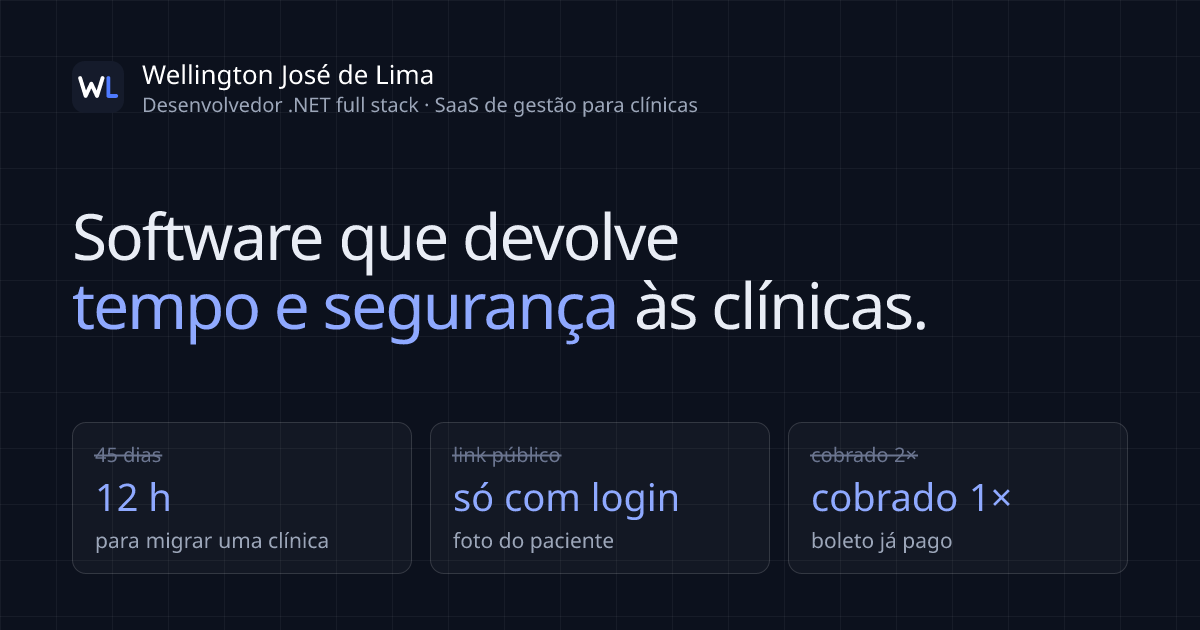 WL
Wellington José de Lima
Desenvolvedor .NET full stack · SaaS de gestão para clínicas
Software que devolve
tempo e segurança às clínicas.
45 dias
12 h
para migrar uma clínica
link público
só com login
foto do paciente
cobrado 2×
cobrado 1×
boleto já pago